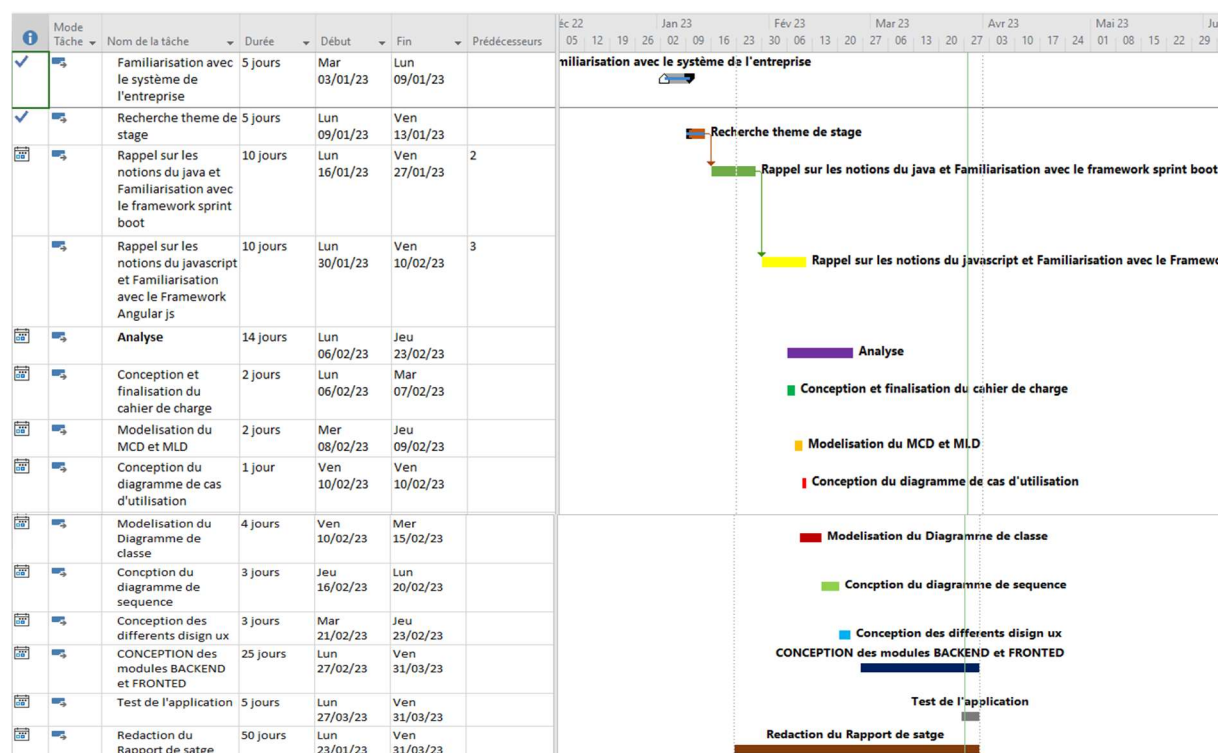 Mode
Tâche
Nom de la tâche
Durée
Début
Fin
Prédécesseurs
éc 22
Jan 23
Fév 23
Mar 23
Avr 23
Mai 23
Ju
05 12 19 26 02 09 16 23 30 06 13 20 27 06 13 20 27 03 10 17 24 01 08 15 22 29
Familiarisation avec
le système de
l'entreprise
5 jours
Mar
03/01/23
Lun
09/01/23
niliarisation avec le système de l'entreprise
Recherche theme de
stage
5 jours
Lun
09/01/23
Ven
13/01/23
Recherche theme de stage
Rappel sur les
notions du java et
Familiarisation avec
le framework sprint
boot
10 jours
Lun
16/01/23
Ven
27/01/23
2
Rappel sur les notions du java et Familiarisation avec le framework sprint boot
Rappel sur les
notions du javascript
et Familiarisation
avec le Framework
Angular js
10 jours
Lun
30/01/23
Ven
10/02/23
3
Rappel sur les notions du javascript et Familiarisation avec le Framewo
Analyse
14 jours
Lun
06/02/23
Jeu
23/02/23
Analyse
Conception et
finalisation du
cahier de charge
2 jours
Lun
06/02/23
Mar
07/02/23
Conception et finalisation du cahier de charge
Modelisation du
MCD et MLD
2 jours
Mer
08/02/23
Jeu
09/02/23
Modelisation du MCD et MLD
Conception du
diagramme de cas
d'utilisation
1 jour
Ven
10/02/23
Ven
10/02/23
Conception du diagramme de cas d'utilisation
Modelisation du
Diagramme de
classe
4 jours
Ven
10/02/23
Mer
15/02/23
Modelisation du Diagramme de classe
Concption du
diagramme de
sequence
3 jours
Jeu
16/02/23
Lun
20/02/23
Concption du diagramme de sequence
Conception des
differents disign ux
3 jours
Mar
21/02/23
Jeu
23/02/23
Conception des differents disign ux
CONCEPTION des
modules BACKEND
et FRONTED
25 jours
Lun
27/02/23
Ven
31/03/23
CONCEPTION des modules BACKEND et FRONTED
Test de l'application
5 jours
Lun
27/03/23
Ven
31/03/23
Test de l'application
Redaction du
Rapport de satge
50 jours
Lun
23/01/23
Ven
31/03/23
Redaction du Rapport de satge